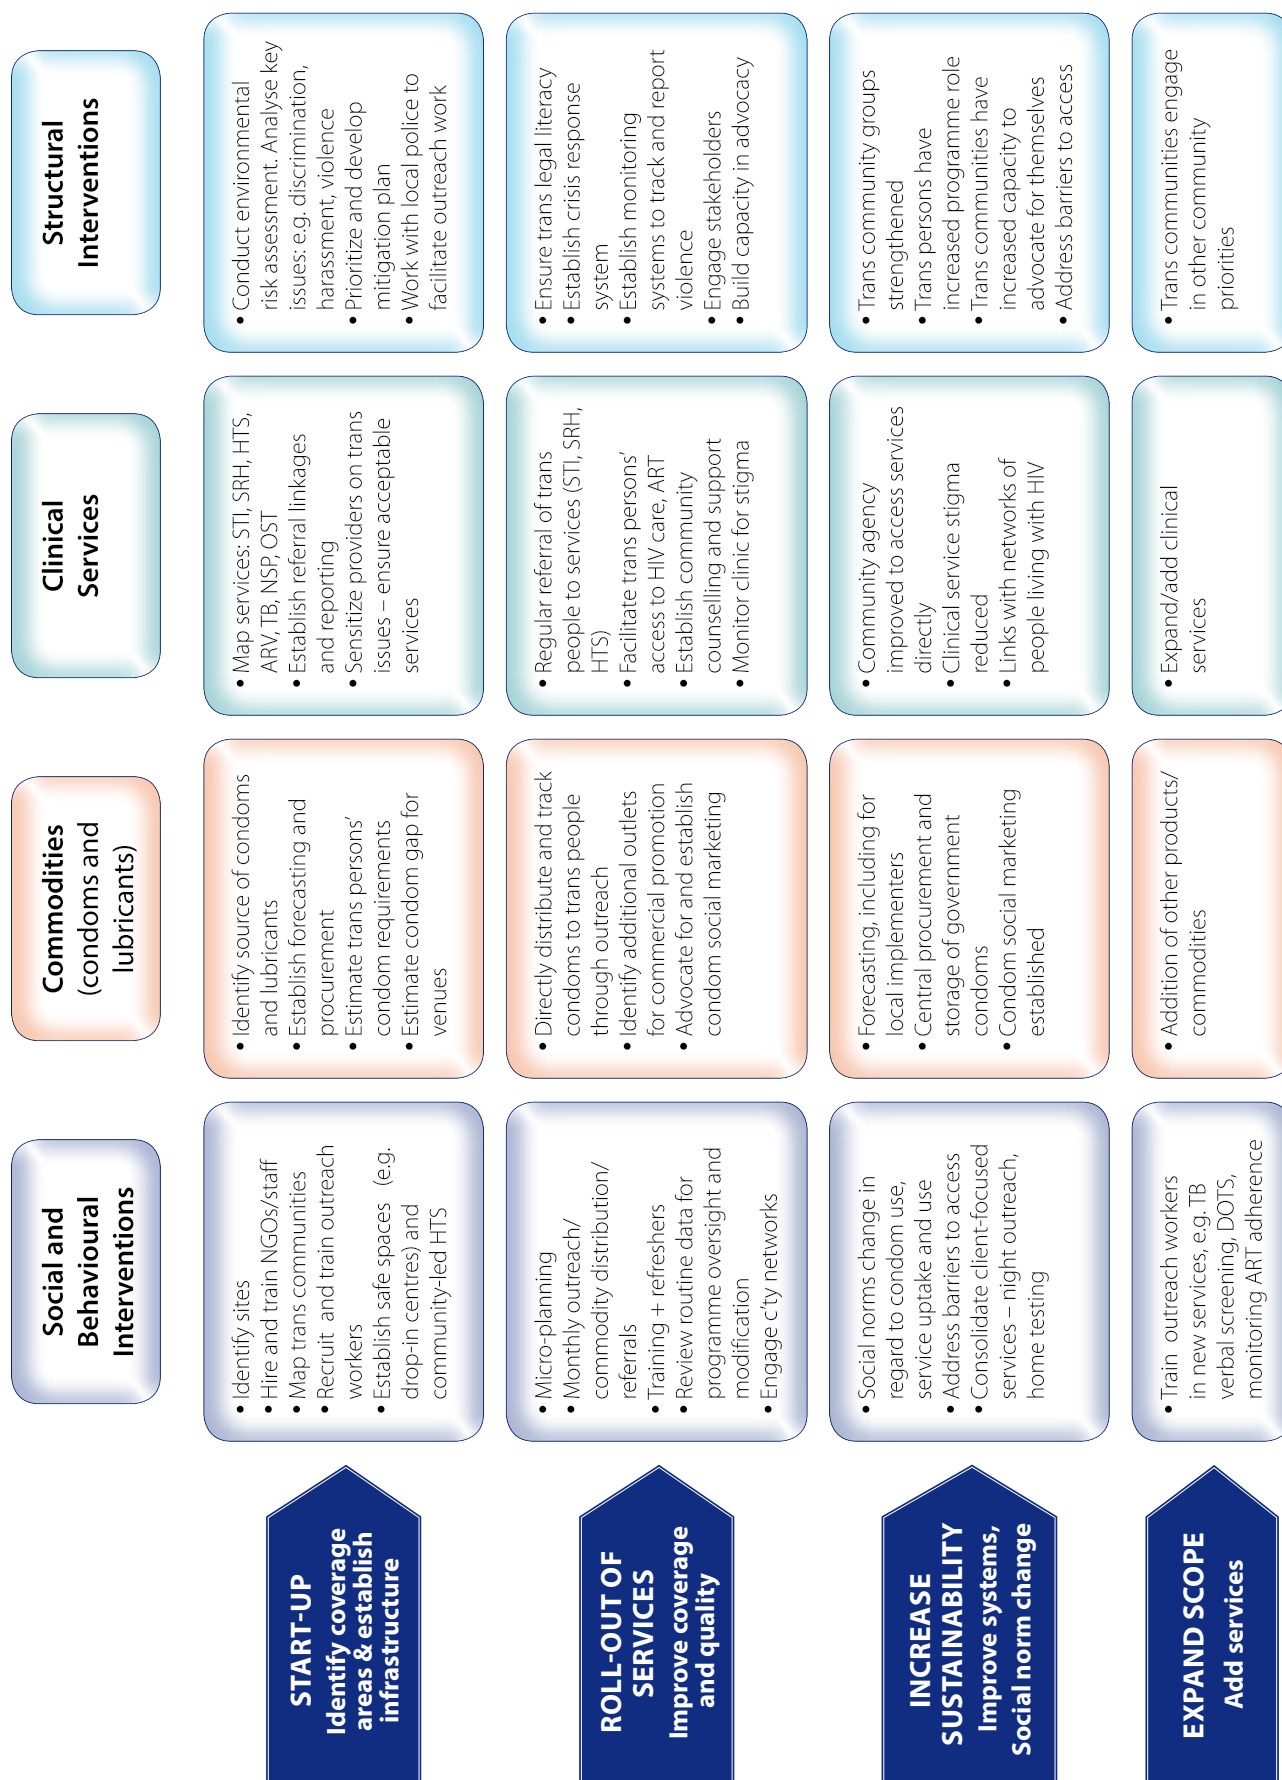 Social and
Behavioural
Interventions
Commodities
(condoms and
lubricants)
Clinical
Services
Structural
Interventions
START-UP
Identify coverage
areas & establish
infrastructure
• Identify sites
• Hire and train NGOs/staff
• Map trans communities
• Recruit and train outreach
workers
• Establish safe spaces (e.g.
drop-in centres) and
community-led HTS
• Identify source of condoms
and lubricants
• Establish forecasting and
procurement
• Estimate trans persons'
condom requirements
• Estimate condom gap for
venues
• Map services: STI, SRH, HTS,
ARV, TB, NSP, OST
• Establish referral linkages
and reporting
• Sensitize providers on trans
issues – ensure acceptable
services
• Conduct environmental
risk assessment. Analyse key
issues: e.g. discrimination,
harassment, violence
• Prioritize and develop
mitigation plan
• Work with local police to
facilitate outreach work
ROLL-OUT OF
SERVICES
Improve coverage
and quality
• Micro-planning
• Monthly outreach/
commodity distribution/
referrals
• Training + refreshers
• Review routine data for
programme oversight and
modification
• Engage c'ty networks
• Directly distribute and track
condoms to trans people
through outreach
• Identify additional outlets
for commercial promotion
• Advocate for and establish
condom social marketing
• Regular referral of trans
people to services (STI, SRH,
HTS)
• Facilitate trans persons'
access to HIV care, ART
• Establish community
counselling and support
• Monitor clinic for stigma
• Ensure trans legal literacy
• Establish crisis response
system
• Establish monitoring
systems to track and report
violence
• Engage stakeholders
• Build capacity in advocacy
INCREASE
SUSTAINABILITY
Improve systems,
Social norm change
• Social norms change in
regard to condom use,
service uptake and use
• Address barriers to access
• Consolidate client-focused
services – night outreach,
home testing
• Forecasting, including for
local implementers
• Central procurement and
storage of government
condoms
• Condom social marketing
established
• Community agency
improved to access services
directly
• Clinical service stigma
reduced
• Links with networks of
people living with HIV
• Trans community groups
strengthened
• Trans persons have
increased programme role
• Trans communities have
increased capacity to
advocate for themselves
• Address barriers to access
EXPAND SCOPE
Add services
• Train outreach workers
in new services, e.g. TB
verbal screening, DOTS,
monitoring ART adherence
• Addition of other products/
commodities
• Expand/add clinical
services
• Trans communities engage
in other community
priorities